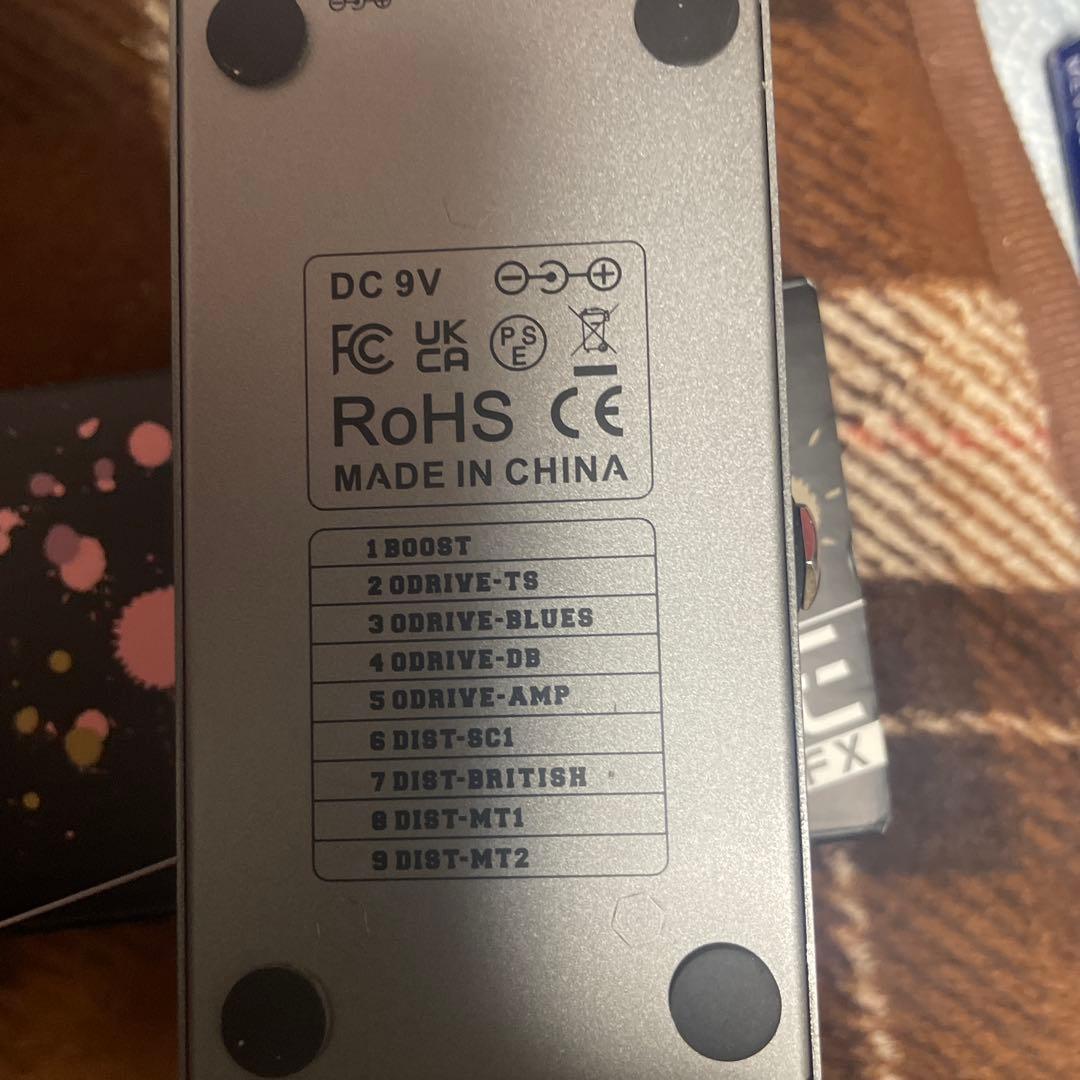 DC 9V
FC UK CA PSE
RoHS CE
MADE IN CHINA
1 BOOST
2 ODRIVE-TS
3 ODRIVE-BLUES
4 ODRIVE-DB
5 ODRIVE-AMP
6 DIST-SC1
7 DIST-BRITISH
8 DIST-MT1
9 DIST-MT2
E
FX